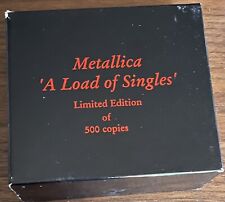 Metallica
'A Load of Singles'
Limited Edition
of
500 copies